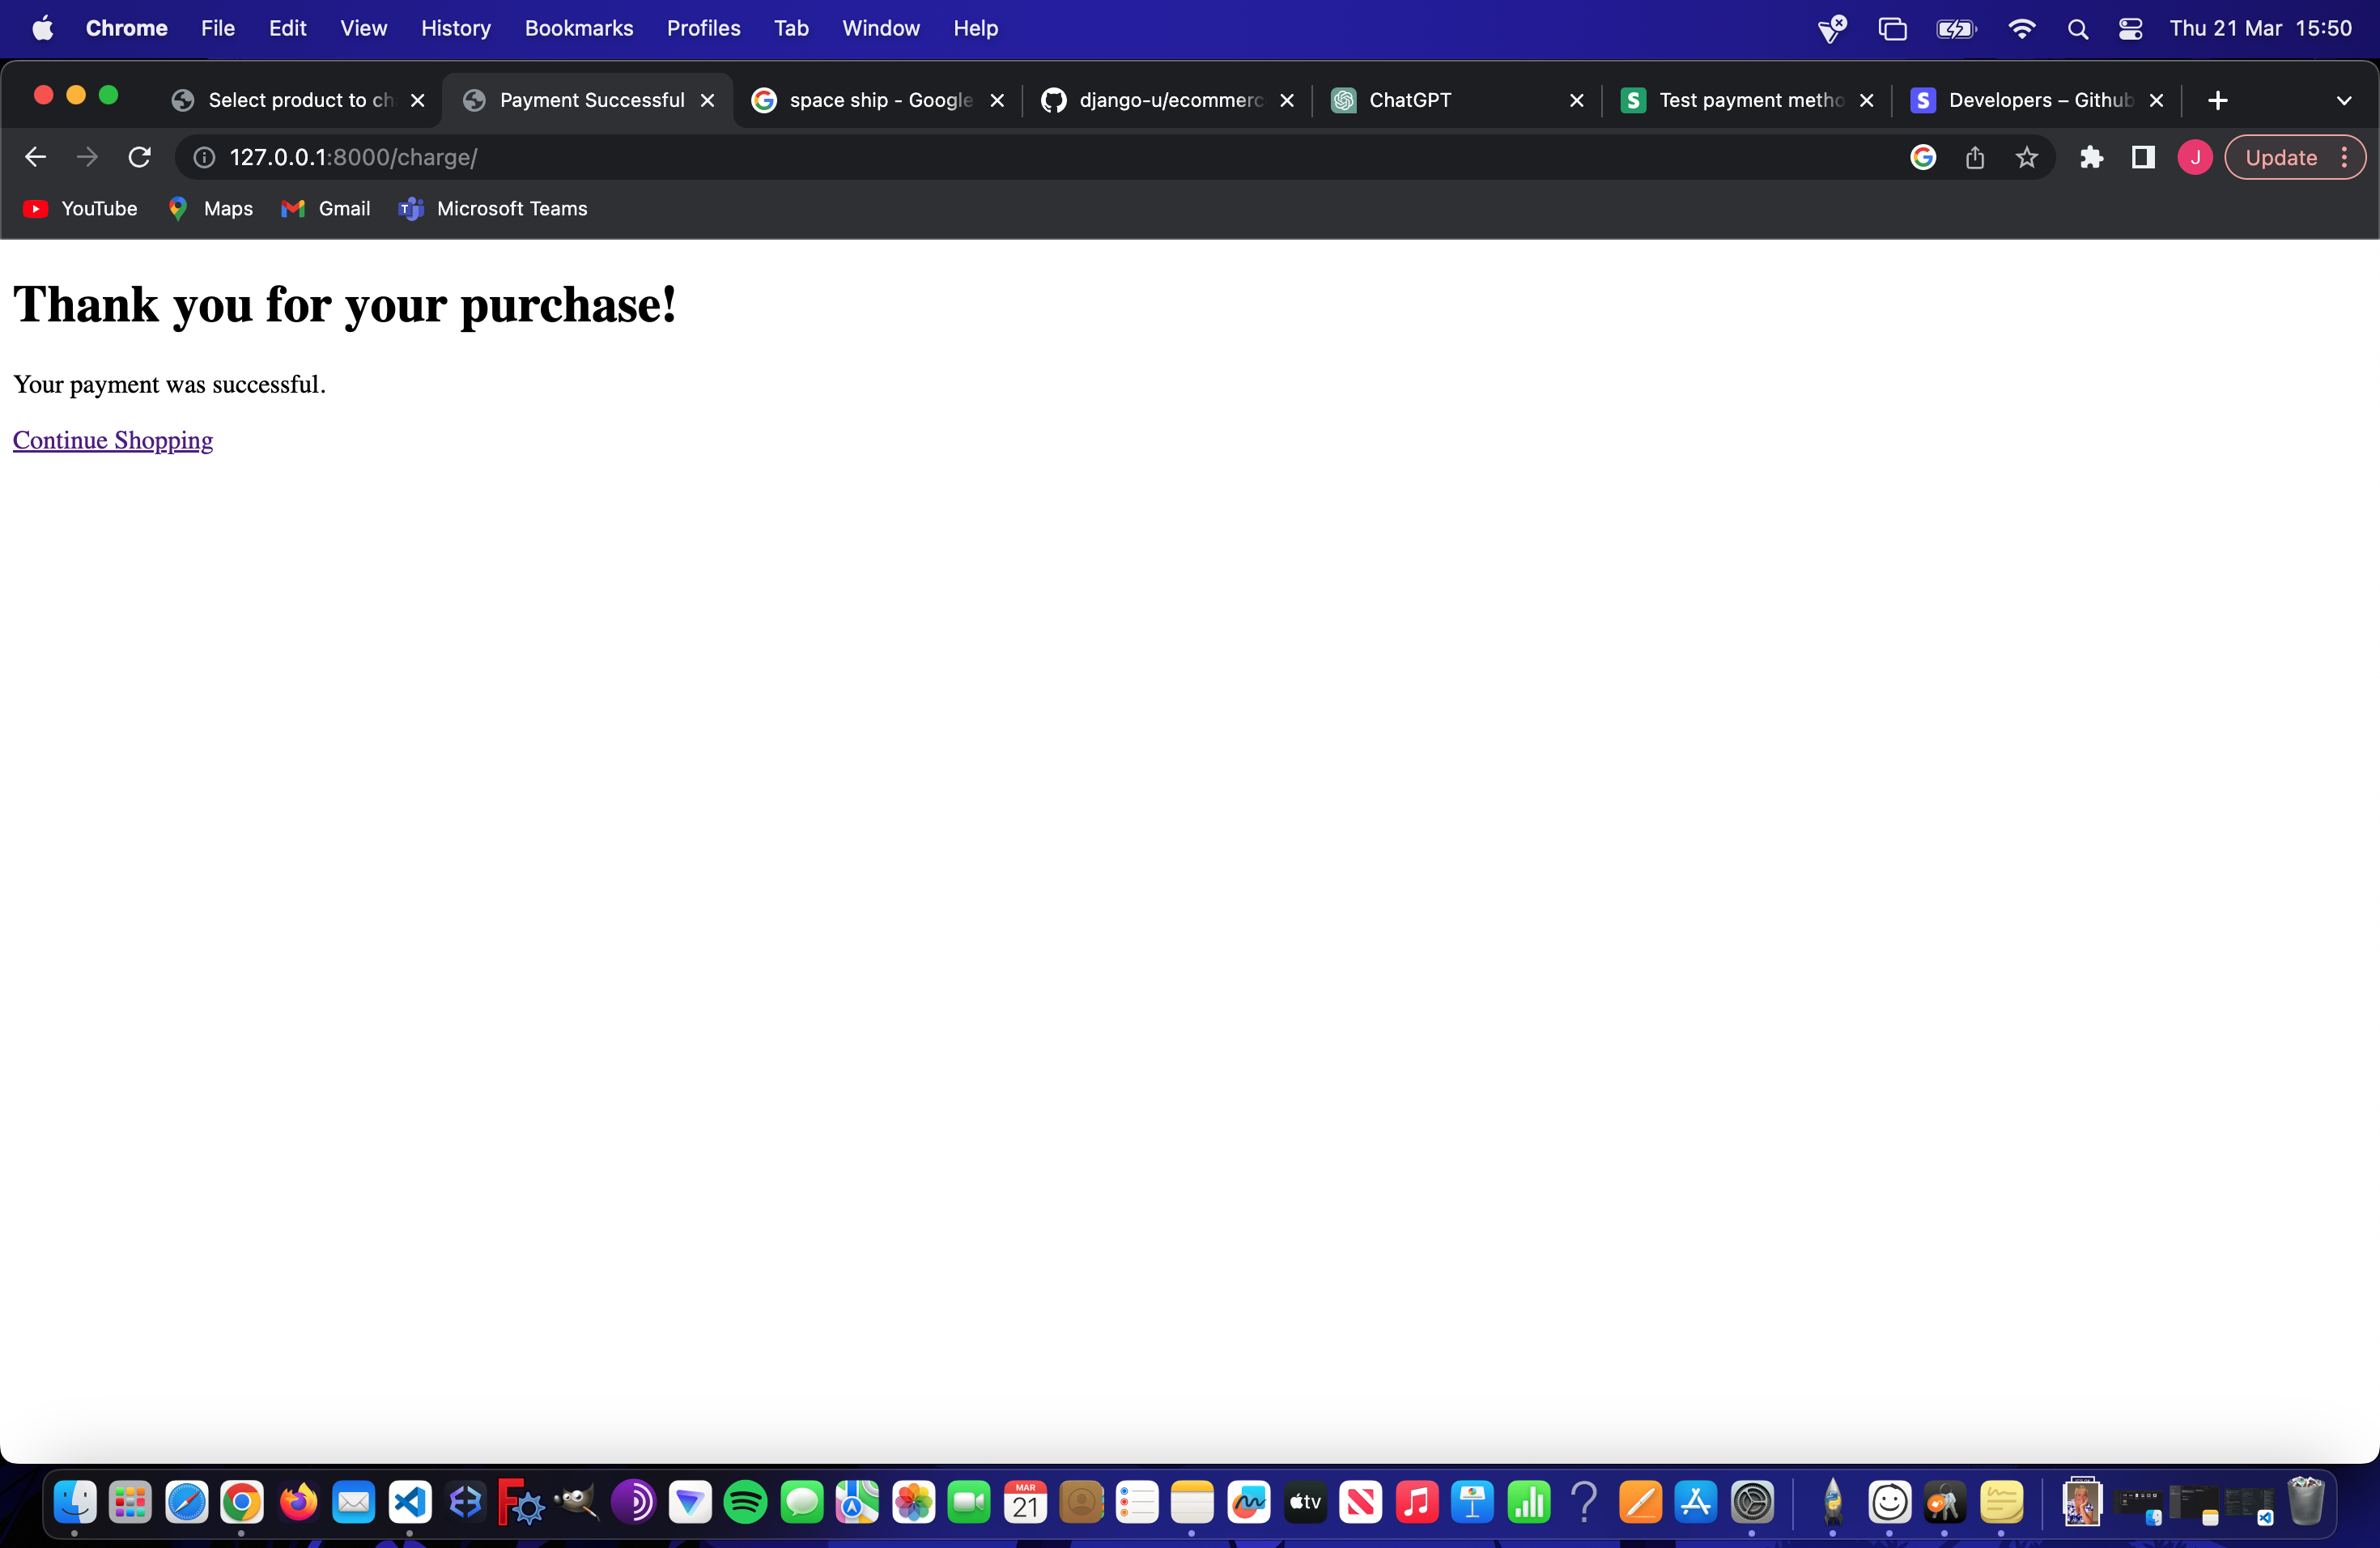 Chrome File Edit View History Bookmarks Profiles Tab Window Help Thu 21 Mar 15:50
Select product to ch Payment Successful space ship - Google django-u/ecommerc ChatGPT Test payment metho Developers – Github
127.0.0.1:8000/charge/ J Update
YouTube Maps Gmail Microsoft Teams
Thank you for your purchase!
Your payment was successful.
Continue Shopping
MAR
21
tv